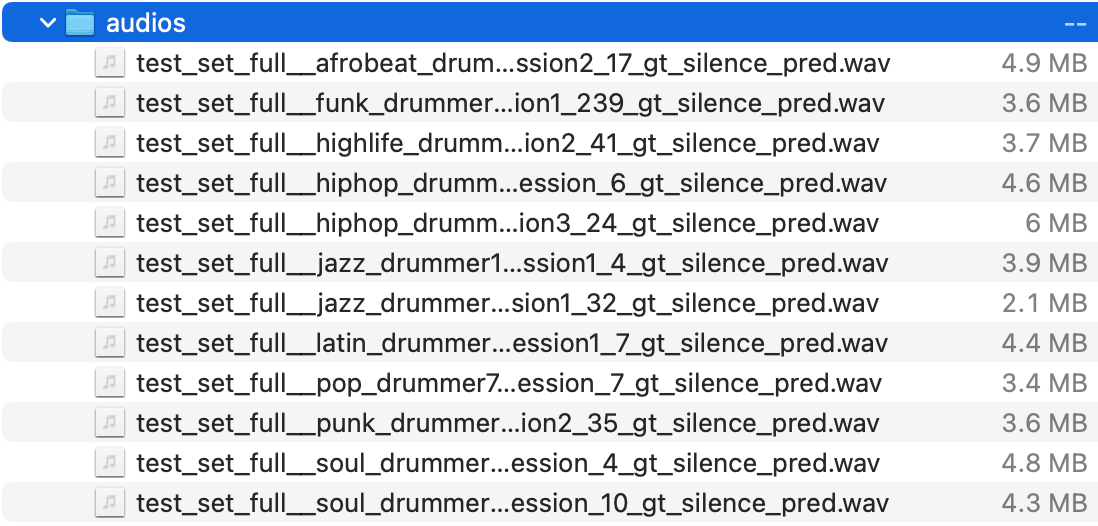 audios --
test_set_full__afrobeat_drum...ssion2_17_gt_silence_pred.wav 4.9 MB
test_set_full__funk_drummer...ion1_239_gt_silence_pred.wav 3.6 MB
test_set_full__highlife_drumm...ion2_41_gt_silence_pred.wav 3.7 MB
test_set_full__hiphop_drumm...ession_6_gt_silence_pred.wav 4.6 MB
test_set_full__hiphop_drumm...ion3_24_gt_silence_pred.wav 6 MB
test_set_full__jazz_drummer1...ssion1_4_gt_silence_pred.wav 3.9 MB
test_set_full__jazz_drummer...sion1_32_gt_silence_pred.wav 2.1 MB
test_set_full__latin_drummer...ession1_7_gt_silence_pred.wav 4.4 MB
test_set_full__pop_drummer7...ession_7_gt_silence_pred.wav 3.4 MB
test_set_full__punk_drummer...ion2_35_gt_silence_pred.wav 3.6 MB
test_set_full__soul_drummer...ession_4_gt_silence_pred.wav 4.8 MB
test_set_full__soul_drummer...ession_10_gt_silence_pred.wav 4.3 MB